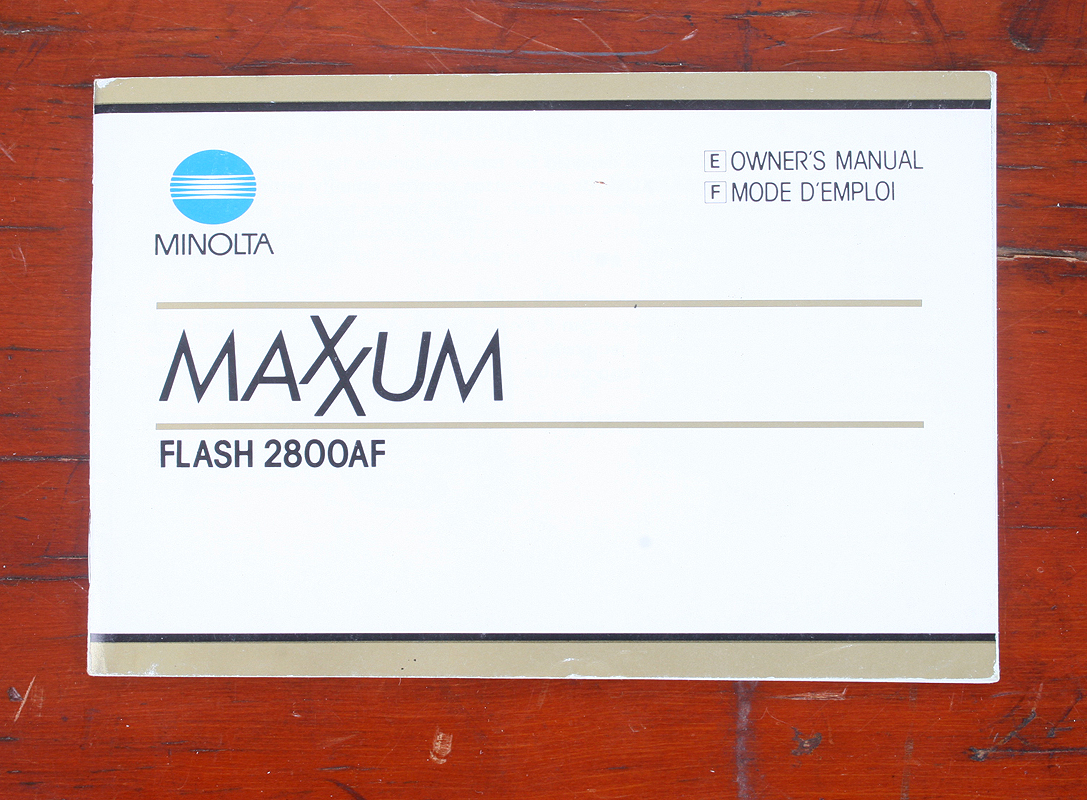 MINOLTA
E OWNER'S MANUAL
F MODE D'EMPLOI
MAXXUM
FLASH 2800AF